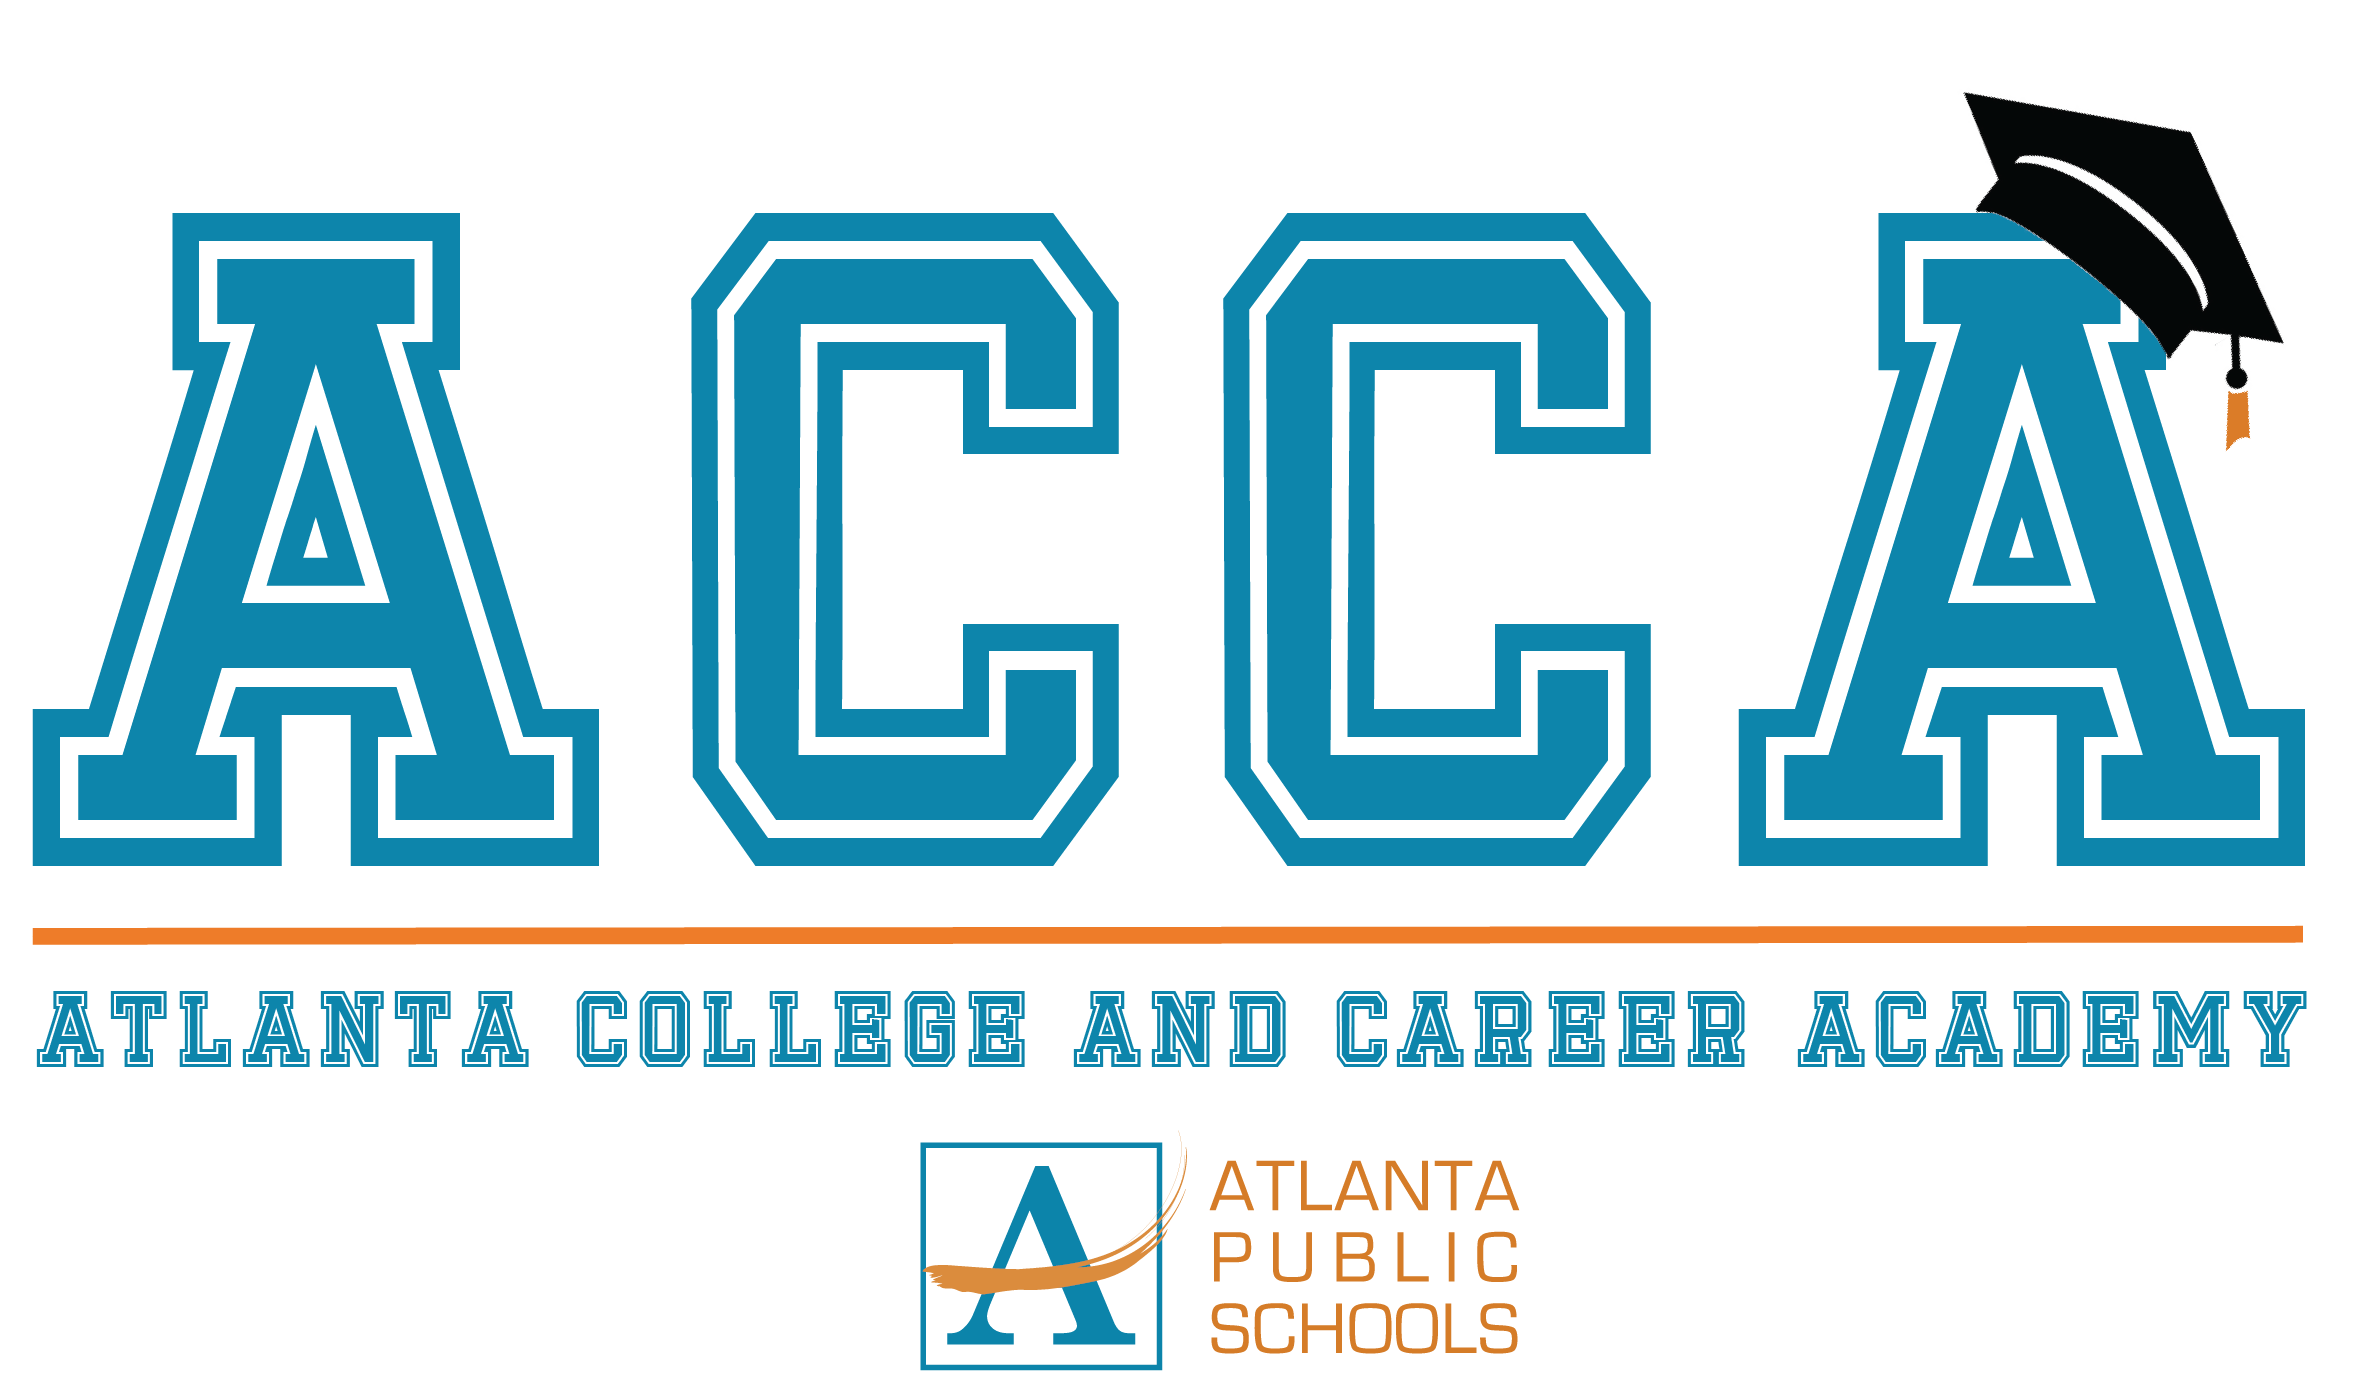 ACCA
ATLANTA COLLEGE AND CAREER ACADEMY
A
ATLANTA
PUBLIC
SCHOOLS